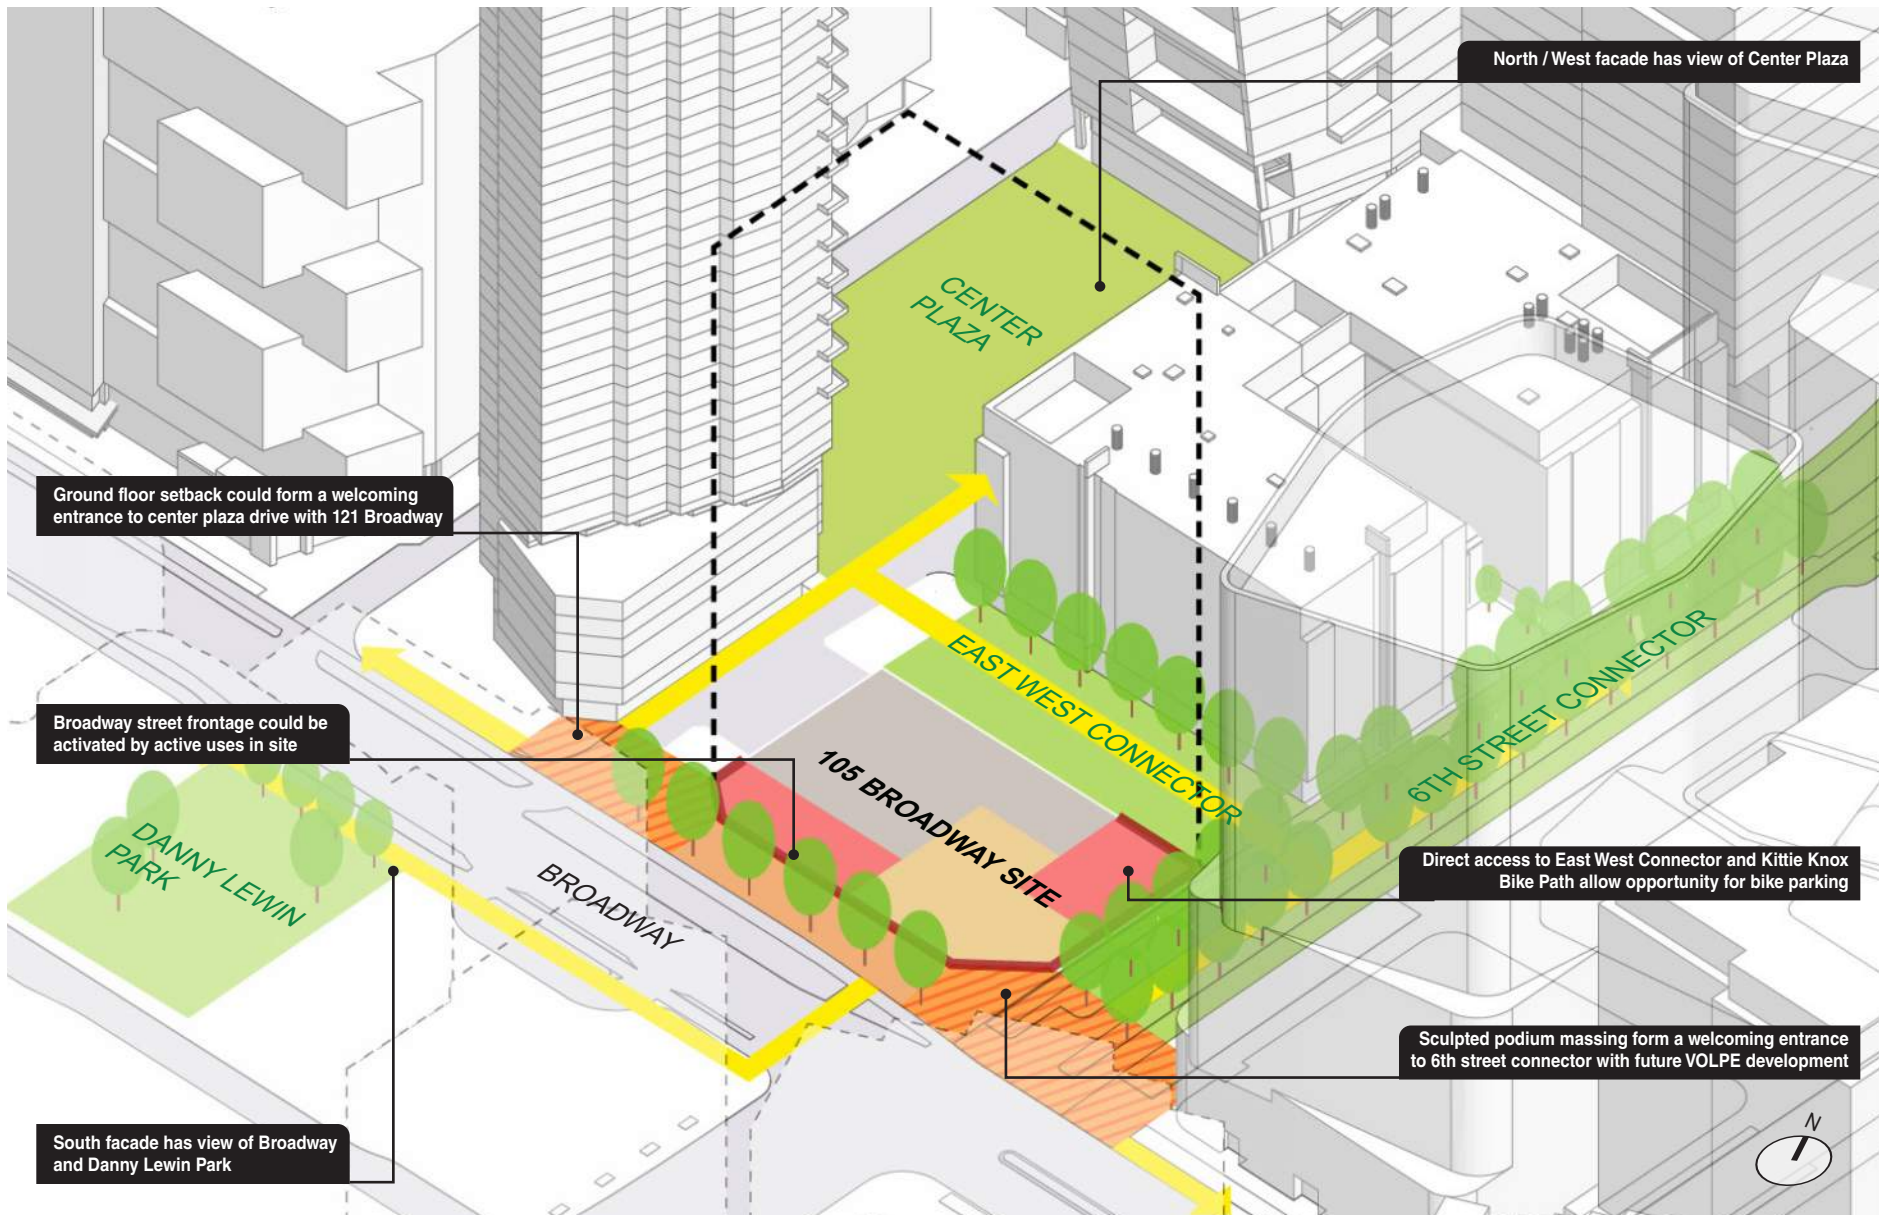 North / West facade has view of Center Plaza
CENTER
PLAZA
Ground floor setback could form a welcoming
entrance to center plaza drive with 121 Broadway
EAST WEST CONNECTOR
6TH STREET CONNECTOR
Broadway street frontage could be
activated by active uses in site
105 BROADWAY SITE
DANNY LEWIN
PARK
BROADWAY
Direct access to East West Connector and Kittie Knox
Bike Path allow opportunity for bike parking
Sculpted podium massing form a welcoming entrance
to 6th street connector with future VOLPE development
South facade has view of Broadway
and Danny Lewin Park
N